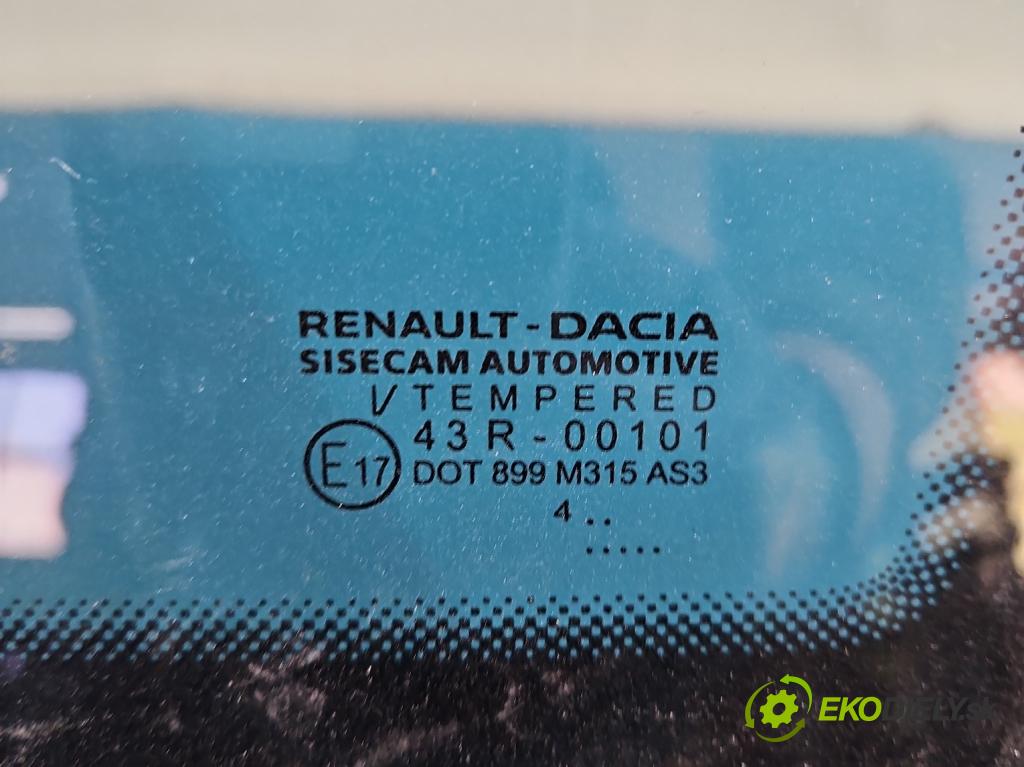 RENAULT-DACIA
SISECAM AUTOMOTIVE
V TEMPERED
43R-00101
E17 DOT 899 M315 AS3
4 ..
.....
EKODIELY.sk